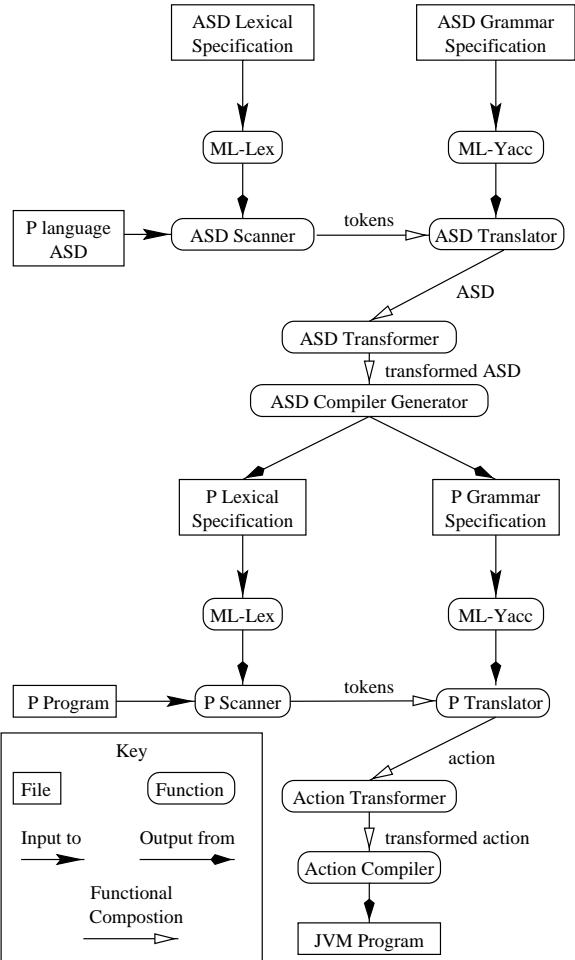 ASD Lexical
Specification
ASD Grammar
Specification
ML-Lex
ML-Yacc
P language
ASD
ASD Scanner
tokens
ASD Translator
ASD
ASD Transformer
transformed ASD
ASD Compiler Generator
P Lexical
Specification
P Grammar
Specification
ML-Lex
ML-Yacc
P Program
P Scanner
tokens
P Translator
action
Action Transformer
transformed action
Action Compiler
JVM Program
Key
File
Function
Input to
Output from
Functional
Compostion